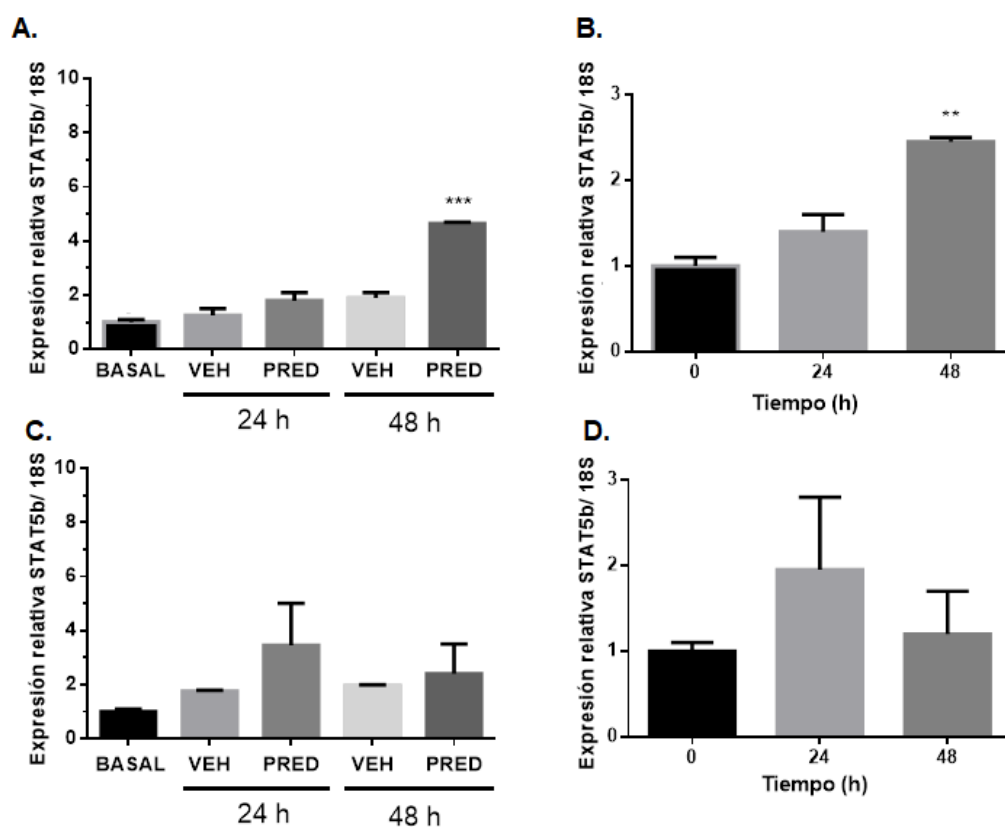 A.
Expresión relativa STAT5b/ 18S
10
8
6
4
2
0
***
BASAL VEH PRED VEH PRED
24 h 48 h
B.
Expresión relativa STAT5b/ 18S
3
2
1
0
**
0 24 48
Tiempo (h)
C.
Expresión relativa STAT5b/ 18S
10
8
6
4
2
0
BASAL VEH PRED VEH PRED
24 h 48 h
D.
Expresión relativa STAT5b/ 18S
3
2
1
0
0 24 48
Tiempo (h)